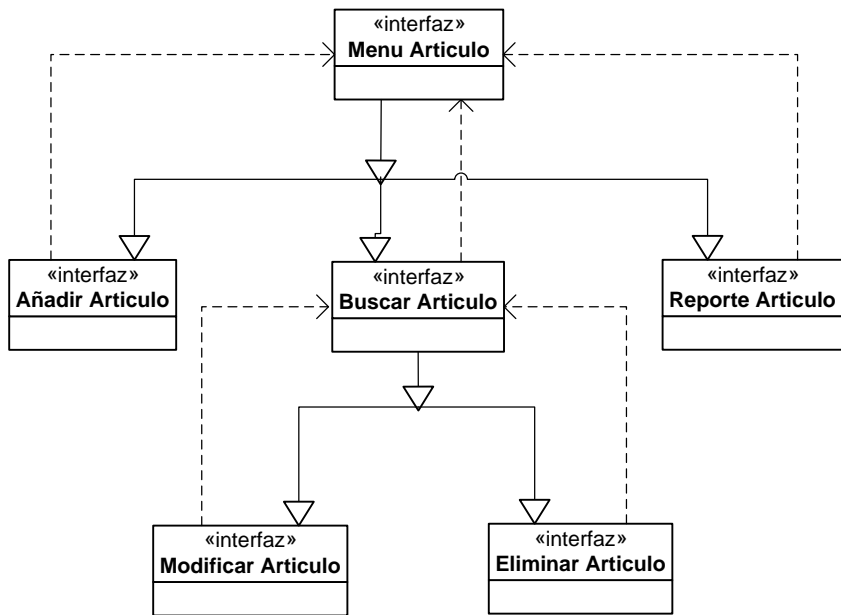 «interfaz»
Menu Articulo
«interfaz»
Añadir Articulo
«interfaz»
Buscar Articulo
«interfaz»
Reporte Articulo
«interfaz»
Modificar Articulo
«interfaz»
Eliminar Articulo